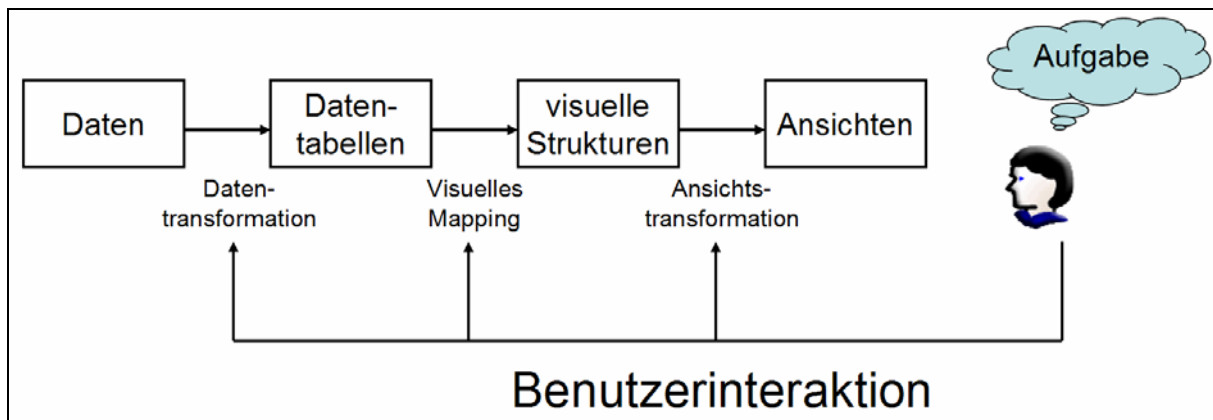 Aufgabe
Daten
Daten-
tabellen
visuelle
Strukturen
Ansichten
Daten-
transformation
Visuelles
Mapping
Ansichts-
transformation
Benutzerinteraktion